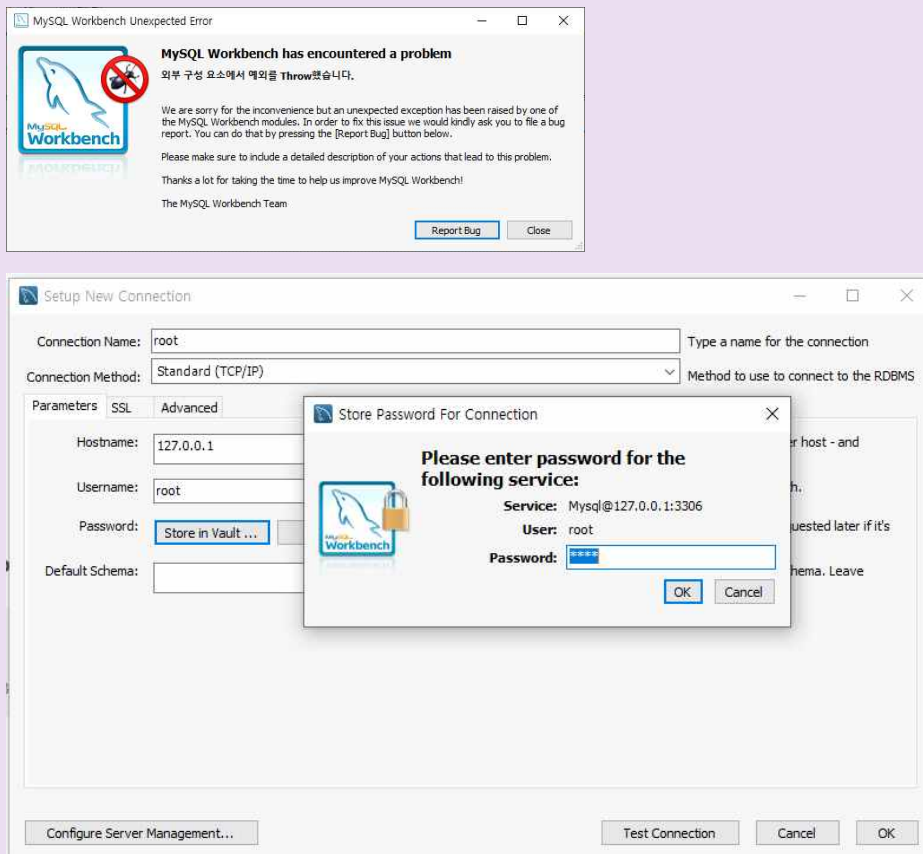 MySQL Workbench Unexpected Error
MySQL Workbench has encountered a problem
외부 구성 요소에서 예외를 Throw했습니다.
We are sorry for the inconvenience but an unexpected exception has been raised by one of
the MySQL Workbench modules. In order to fix this issue we would kindly ask you to file a bug
report. You can do that by pressing the [Report Bug] button below.
Please make sure to include a detailed description of your actions that lead to this problem.
Thanks a lot for taking the time to help us improve MySQL Workbench!
The MySQL Workbench Team
MySQL
Workbench
Report Bug
Close
Setup New Connection
Connection Name: root
Type a name for the connection
Connection Method: Standard (TCP/IP)
Method to use to connect to the RDBMS
Parameters SSL Advanced
Hostname: 127.0.0.1
host - and
Username: root
Password: Store in Vault ...
later if it's
Default Schema:
Leave
Store Password For Connection
Please enter password for the
following service:
Service: Mysql@127.0.0.1:3306
User: root
Password: ****
MySQL
Workbench
OK
Cancel
Configure Server Management...
Test Connection
Cancel
OK